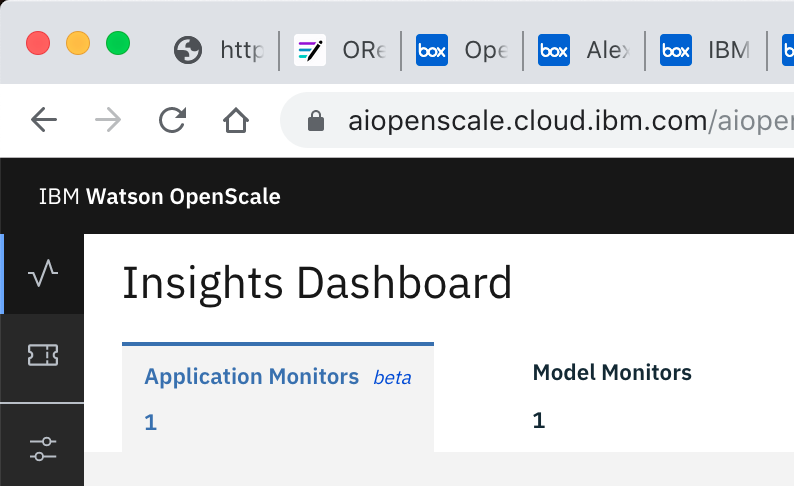 http
ORe
box
Ope
box
Alex
box
IBM
aiopenscale.cloud.ibm.com/aiope
IBM Watson OpenScale
Insights Dashboard
Application Monitors beta
Model Monitors
1
1